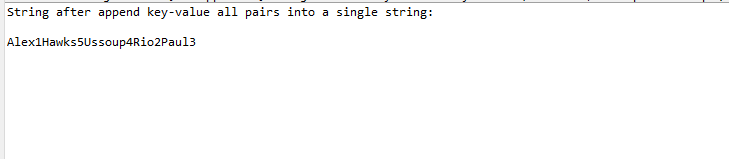 String after append key-value all pairs into a single string:
Alex1Hawks5Ussoup4Rio2Paul3